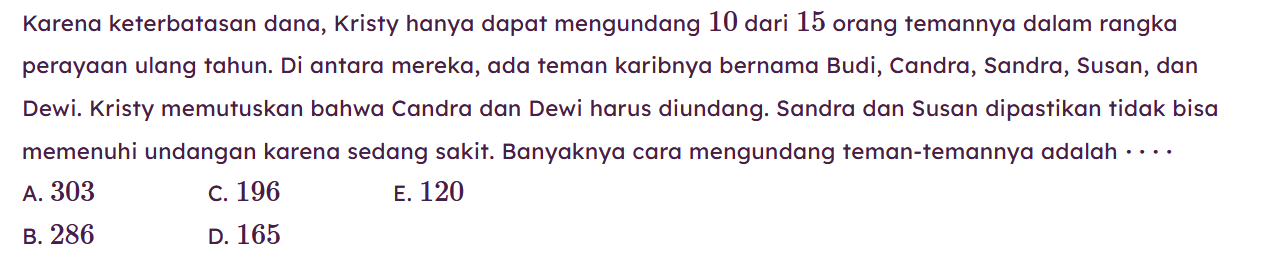 Karena keterbatasan dana, Kristy hanya dapat mengundang 10 dari 15 orang temannya dalam rangka
perayaan ulang tahun. Di antara mereka, ada teman karibnya bernama Budi, Candra, Sandra, Susan, dan
Dewi. Kristy memutuskan bahwa Candra dan Dewi harus diundang. Sandra dan Susan dipastikan tidak bisa
memenuhi undangan karena sedang sakit. Banyaknya cara mengundang teman-temannya adalah ····
A. 303 C. 196 E. 120
B. 286 D. 165